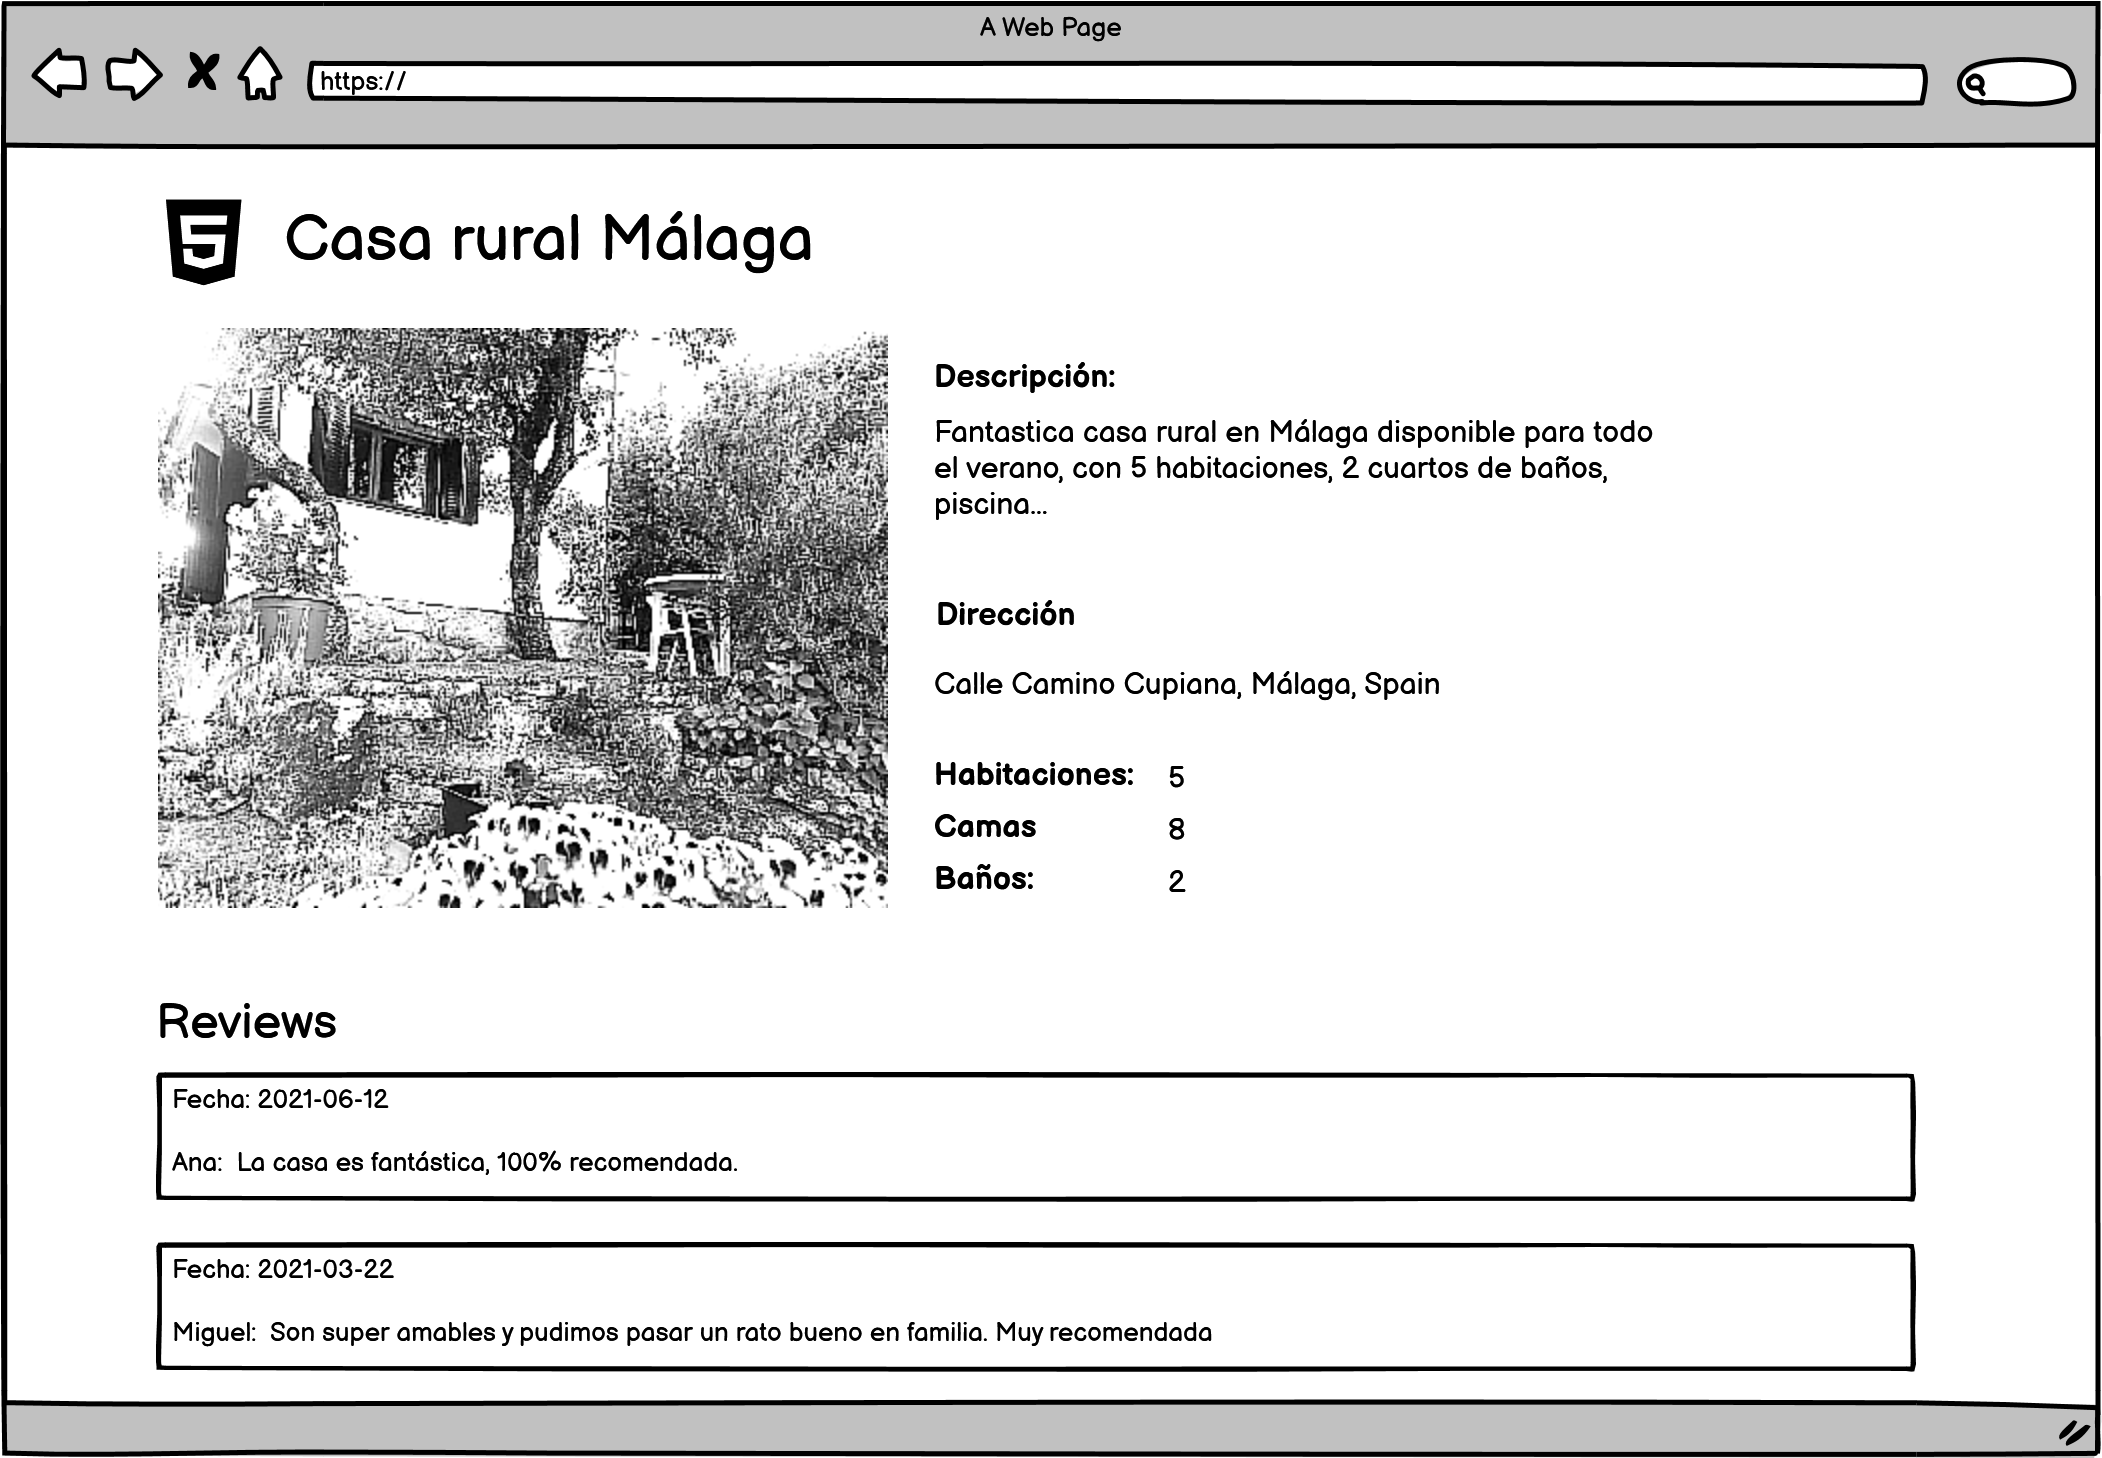 A Web Page
https://
5
Casa rural Málaga
Descripción:
Fantastica casa rural en Málaga disponible para todo
el verano, con 5 habitaciones, 2 cuartos de baños,
piscina...
Dirección
Calle Camino Cupiana, Málaga, Spain
Habitaciones: 5
Camas 8
Baños: 2
Reviews
Fecha: 2021-06-12
Ana: La casa es fantástica, 100% recomendada.
Fecha: 2021-03-22
Miguel: Son super amables y pudimos pasar un rato bueno en familia. Muy recomendada